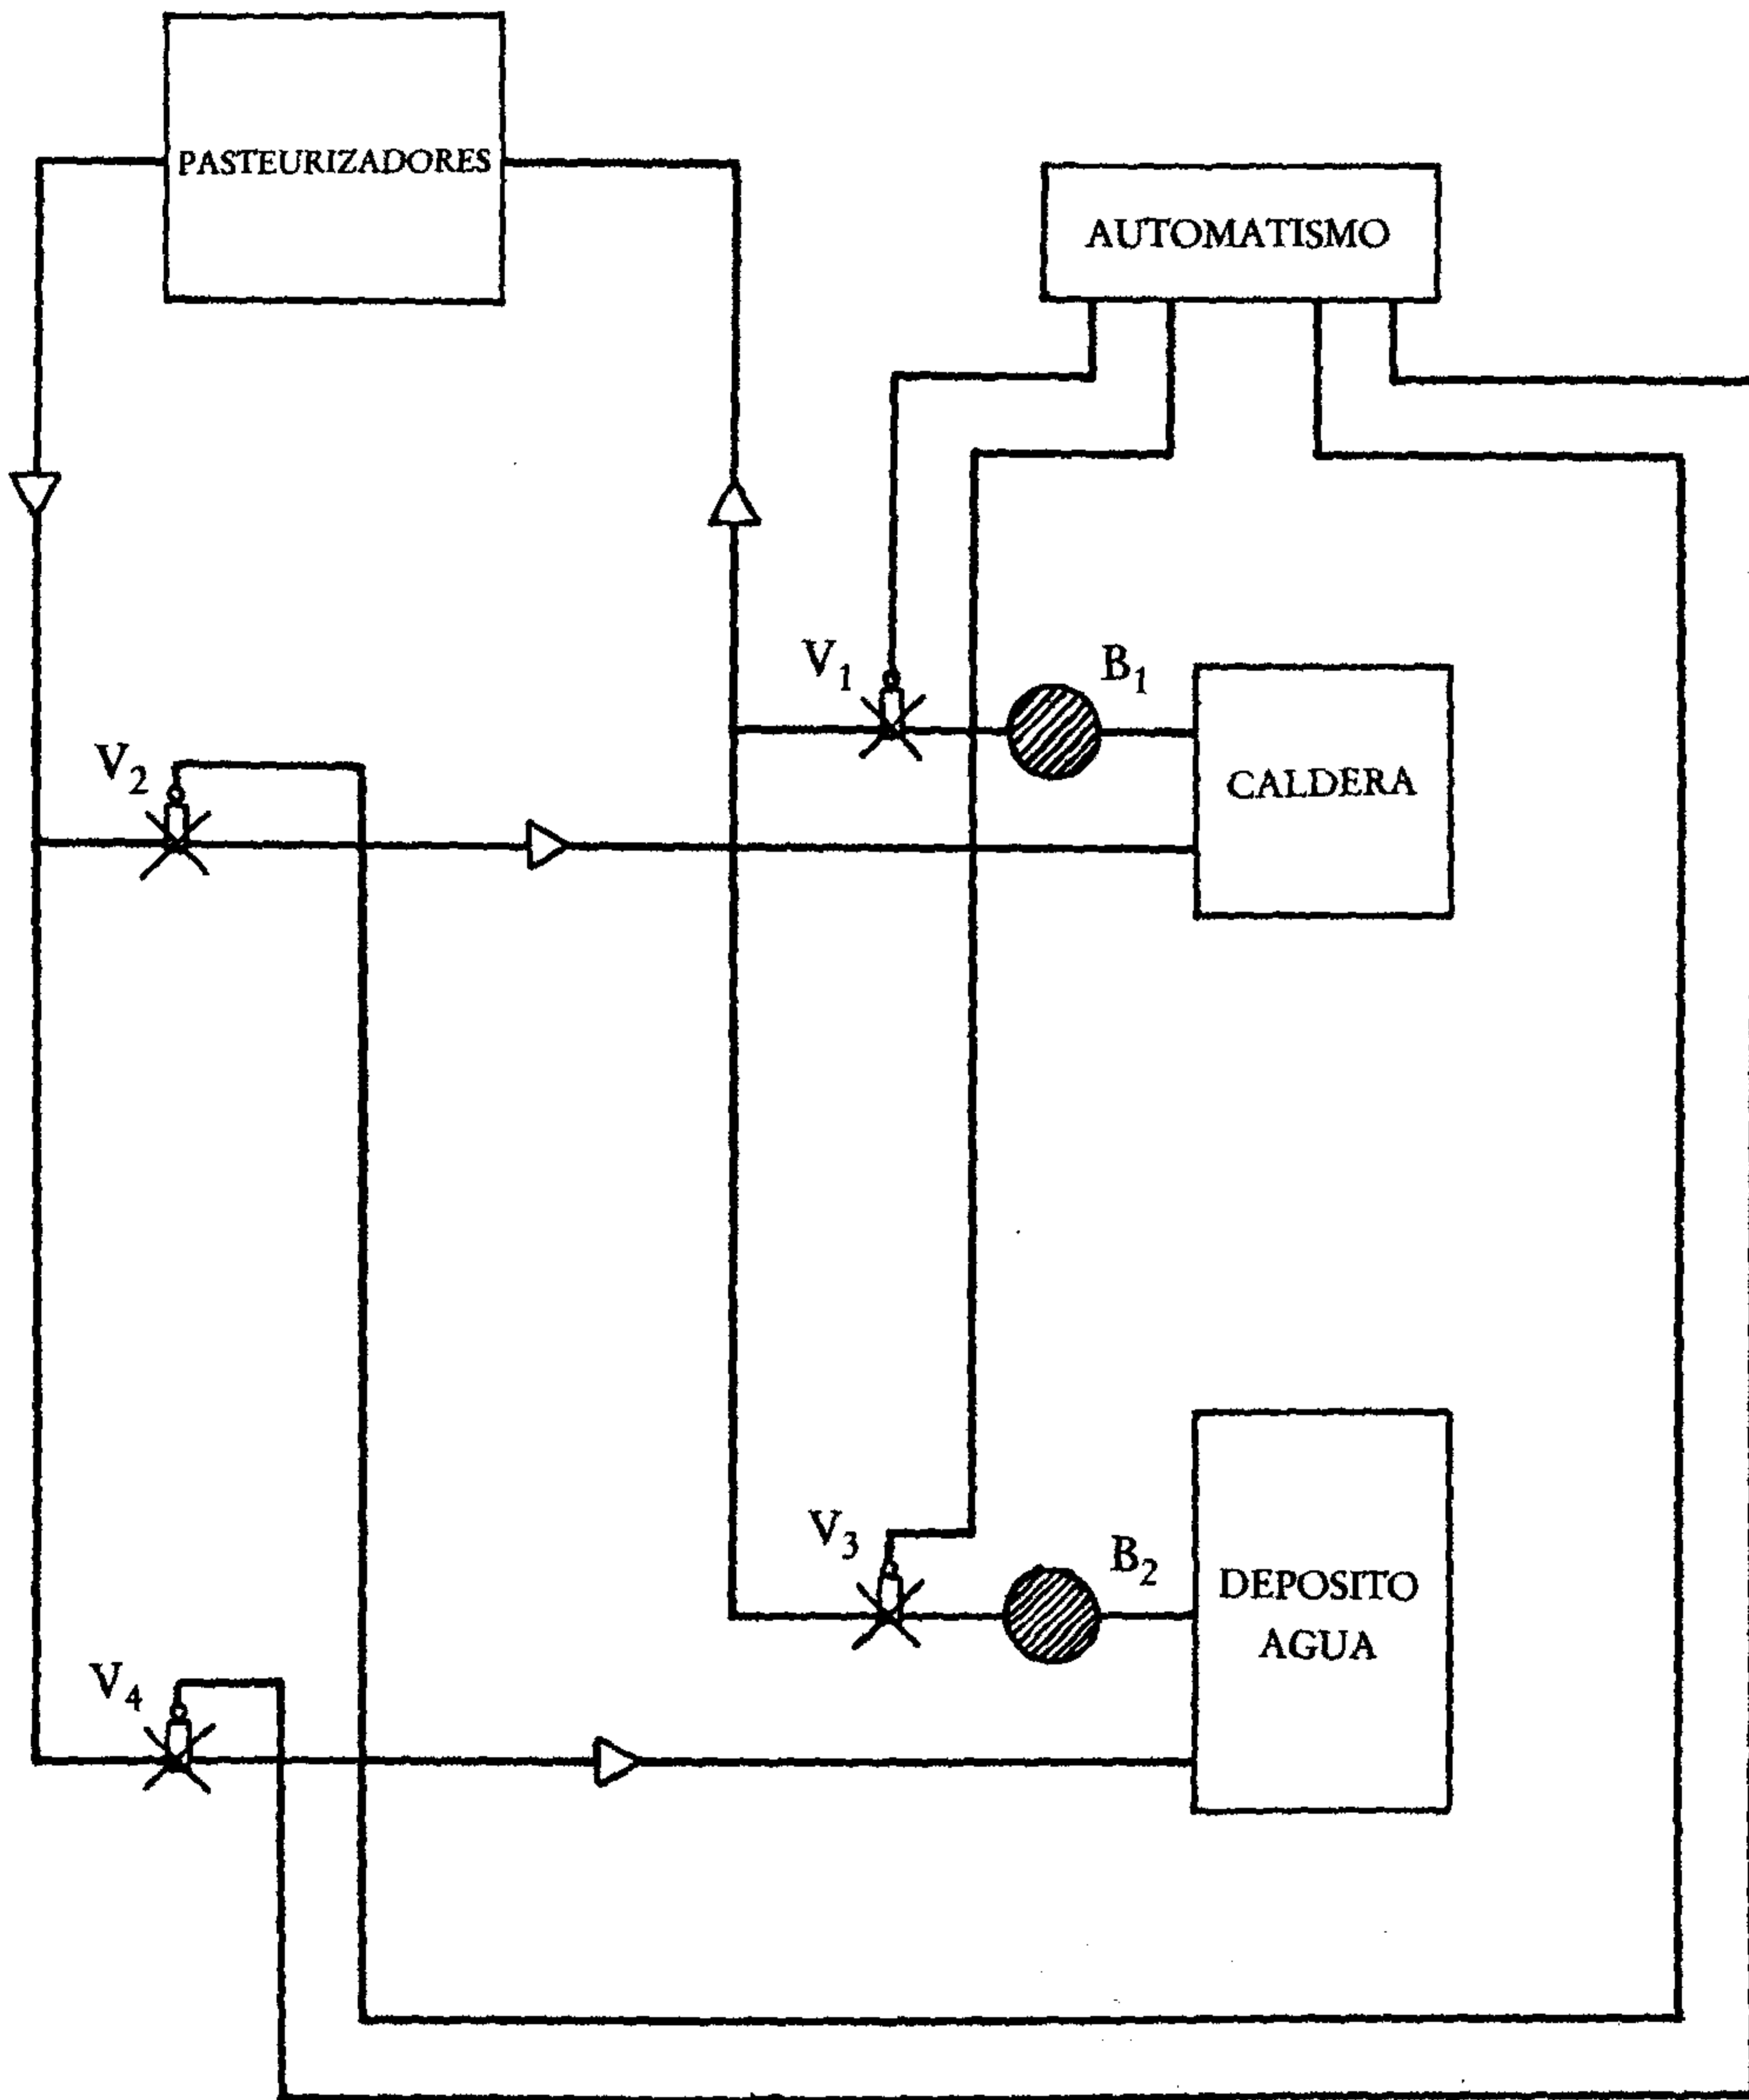 PASTEURIZADORES
AUTOMATISMO
V1
B1
V2
CALDERA
V3
B2
DEPOSITO
AGUA
V4